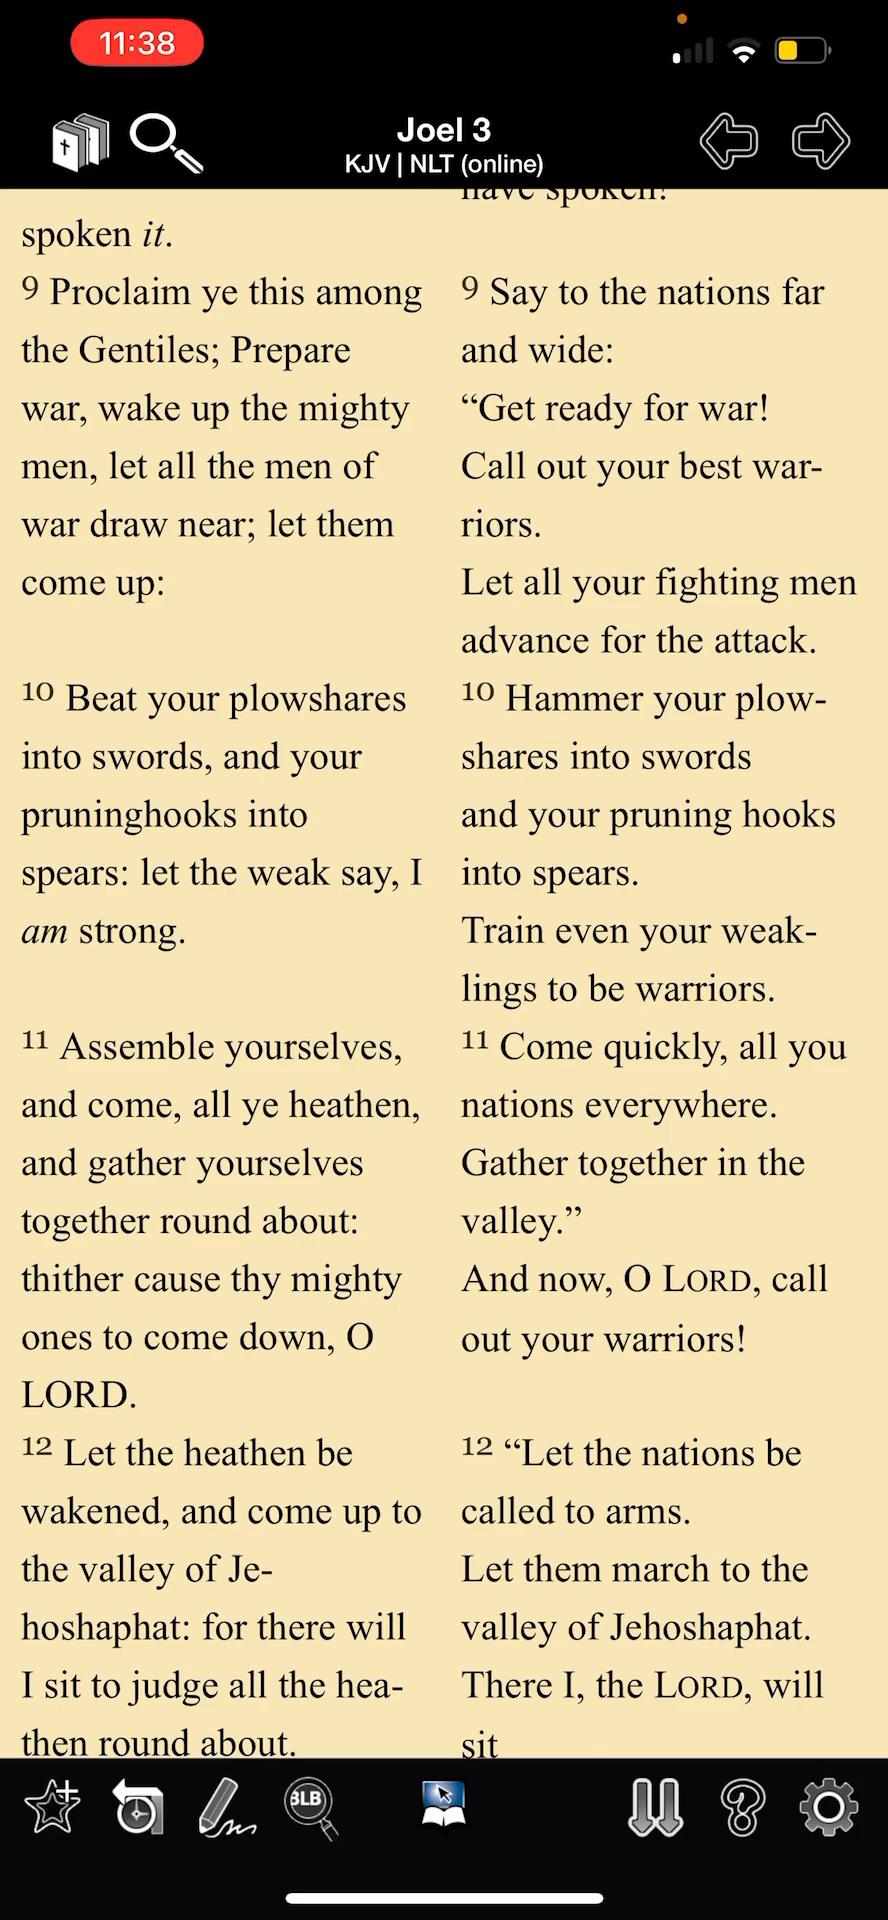 11:38
Joel 3
KJV | NLT (online)
spoken it.
9 Proclaim ye this among
the Gentiles; Prepare
war, wake up the mighty
men, let all the men of
war draw near; let them
come up:
10 Beat your plowshares
into swords, and your
pruninghooks into
spears: let the weak say, I
am strong.
11 Assemble yourselves,
and come, all ye heathen,
and gather yourselves
together round about:
thither cause thy mighty
ones to come down, O
LORD.
12 Let the heathen be
wakened, and come up to
the valley of Je-
hoshaphat: for there will
I sit to judge all the hea-
then round about.
have spoken!
9 Say to the nations far
and wide:
“Get ready for war!
Call out your best war-
riors.
Let all your fighting men
advance for the attack.
10 Hammer your plow-
shares into swords
and your pruning hooks
into spears.
Train even your weak-
lings to be warriors.
11 Come quickly, all you
nations everywhere.
Gather together in the
valley.”
And now, O LORD, call
out your warriors!
12 “Let the nations be
called to arms.
Let them march to the
valley of Jehoshaphat.
There I, the LORD, will
sit
BLB